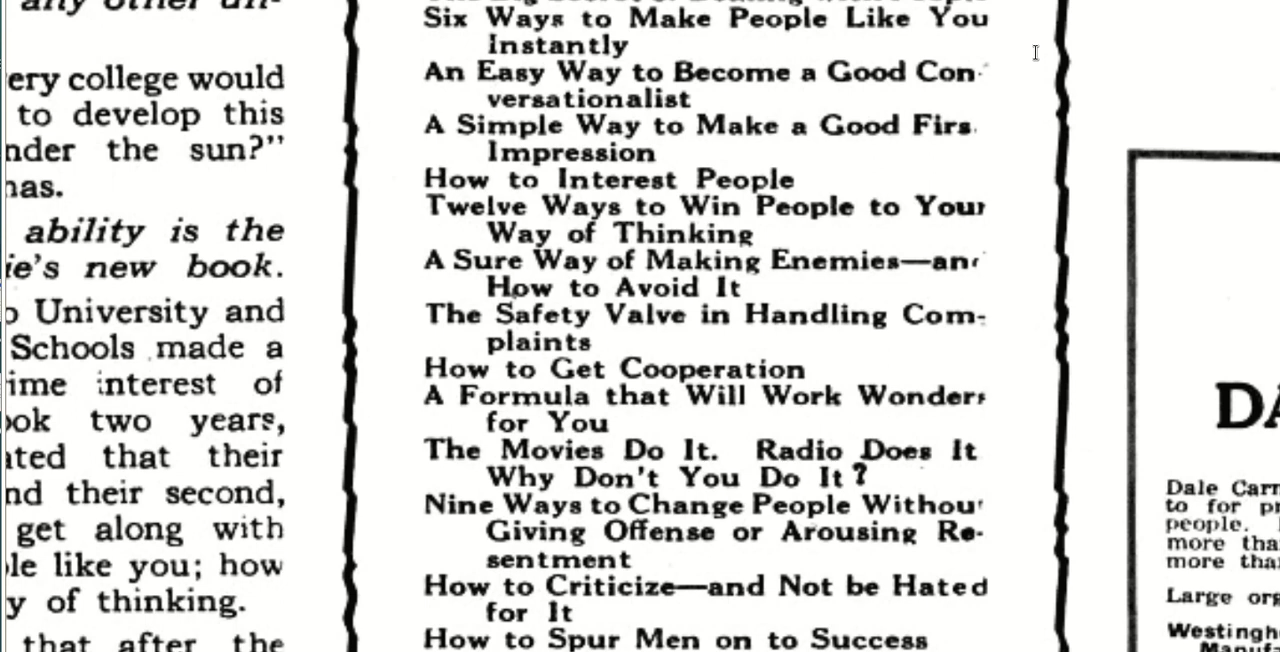 any other un-
ery college would
to develop this
nder the sun?"
has.
ability is the
ie's new book.
o University and
Schools made a
ime interest of
ook two years,
ated that their
nd their second,
get along with
le like you; how
y of thinking.
that after the
Six Ways to Make People Like You
Instantly
An Easy Way to Become a Good Con-
versationalist
A Simple Way to Make a Good Firs
Impression
How to Interest People
Twelve Ways to Win People to Your
Way of Thinking
A Sure Way of Making Enemies—and
How to Avoid It
The Safety Valve in Handling Com-
plaints
How to Get Cooperation
A Formula that Will Work Wonders
for You
The Movies Do It. Radio Does It
Why Don't You Do It?
Nine Ways to Change People Without
Giving Offense or Arousing Re-
sentment
How to Criticize—and Not be Hated
for It
How to Spur Men on to Success
DA
Dale Carn
to for pr
people.
more tha
more tha
Large org
Westingh
Manufa